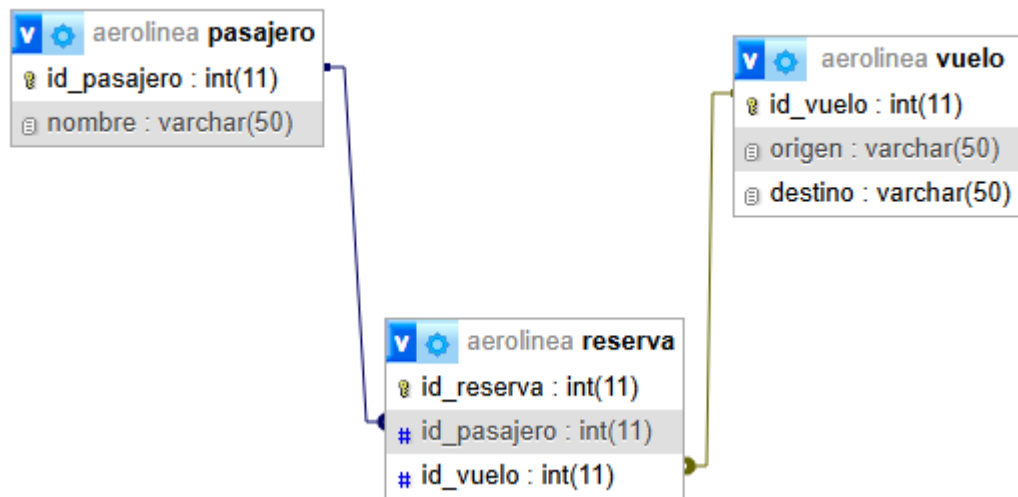 v aerolinea pasajero
id_pasajero : int(11)
nombre : varchar(50)
v aerolinea vuelo
id_vuelo : int(11)
origen : varchar(50)
destino : varchar(50)
v aerolinea reserva
id_reserva : int(11)
# id_pasajero : int(11)
# id_vuelo : int(11)